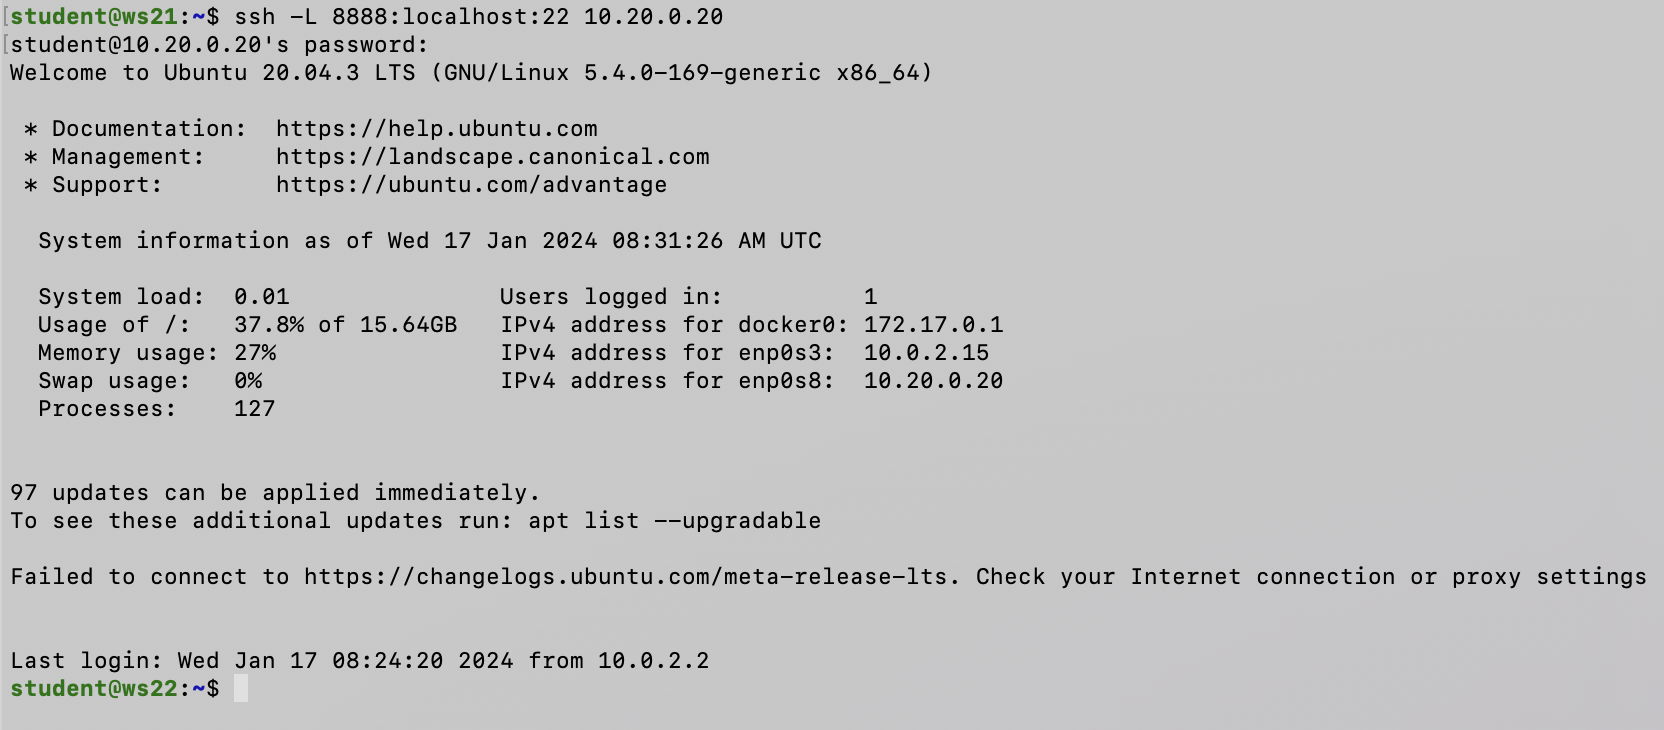 [student@ws21:~$ ssh -L 8888:localhost:22 10.20.0.20
[student@10.20.0.20's password:
Welcome to Ubuntu 20.04.3 LTS (GNU/Linux 5.4.0-169-generic x86_64)
* Documentation:  https://help.ubuntu.com
* Management:     https://landscape.canonical.com
* Support:        https://ubuntu.com/advantage
System information as of Wed 17 Jan 2024 08:31:26 AM UTC
System load:  0.01               Users logged in:          1
Usage of /:   37.8% of 15.64GB   IPv4 address for docker0: 172.17.0.1
Memory usage: 27%                IPv4 address for enp0s3:  10.0.2.15
Swap usage:   0%                 IPv4 address for enp0s8:  10.20.0.20
Processes:    127
97 updates can be applied immediately.
To see these additional updates run: apt list --upgradable
Failed to connect to https://changelogs.ubuntu.com/meta-release-lts. Check your Internet connection or proxy settings
Last login: Wed Jan 17 08:24:20 2024 from 10.0.2.2
student@ws22:~$